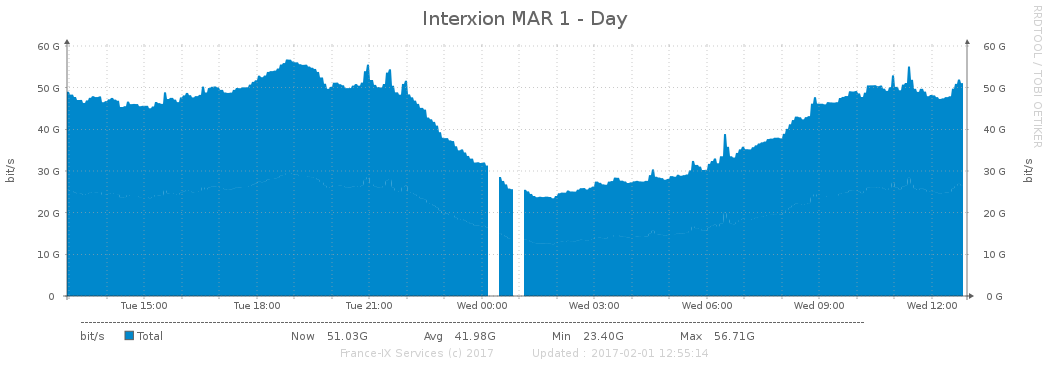 Interxion MAR 1 - Day
RRDTOOL / TOBI OETIKER
60 G 60 G
50 G 50 G
40 G 40 G
30 G 30 G
20 G 20 G
10 G 10 G
0 0 G
bit/s bit/s
Tue 15:00 Tue 18:00 Tue 21:00 Wed 00:00 Wed 03:00 Wed 06:00 Wed 09:00 Wed 12:00
bit/s Total Now 51.03G Avg 41.98G Min 23.40G Max 56.71G
France-IX Services (c) 2017 Updated : 2017-02-01 12:55:14